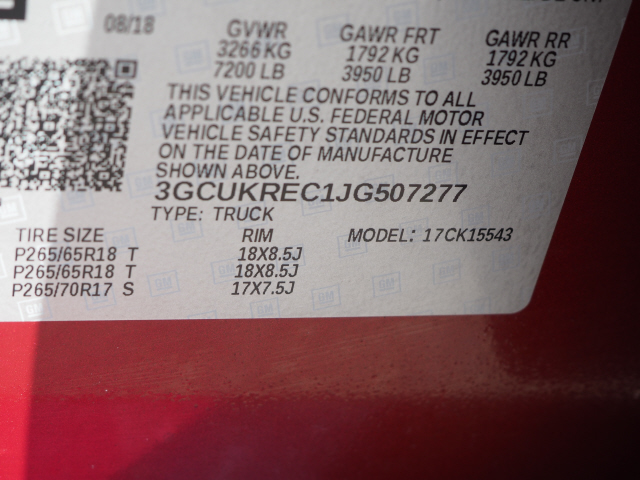 08/18 GVWR GAWR FRT GAWR RR
3266 KG 1792 KG 1792 KG
7200 LB 3950 LB 3950 LB
THIS VEHICLE CONFORMS TO ALL
APPLICABLE U.S. FEDERAL MOTOR
VEHICLE SAFETY STANDARDS IN EFFECT
ON THE DATE OF MANUFACTURE
SHOWN ABOVE.
3GCUKREC1JG507277
TYPE: TRUCK
TIRE SIZE RIM MODEL: 17CK15543
P265/65R18 T 18X8.5J
P265/65R18 T 18X8.5J
P265/70R17 S 17X7.5J